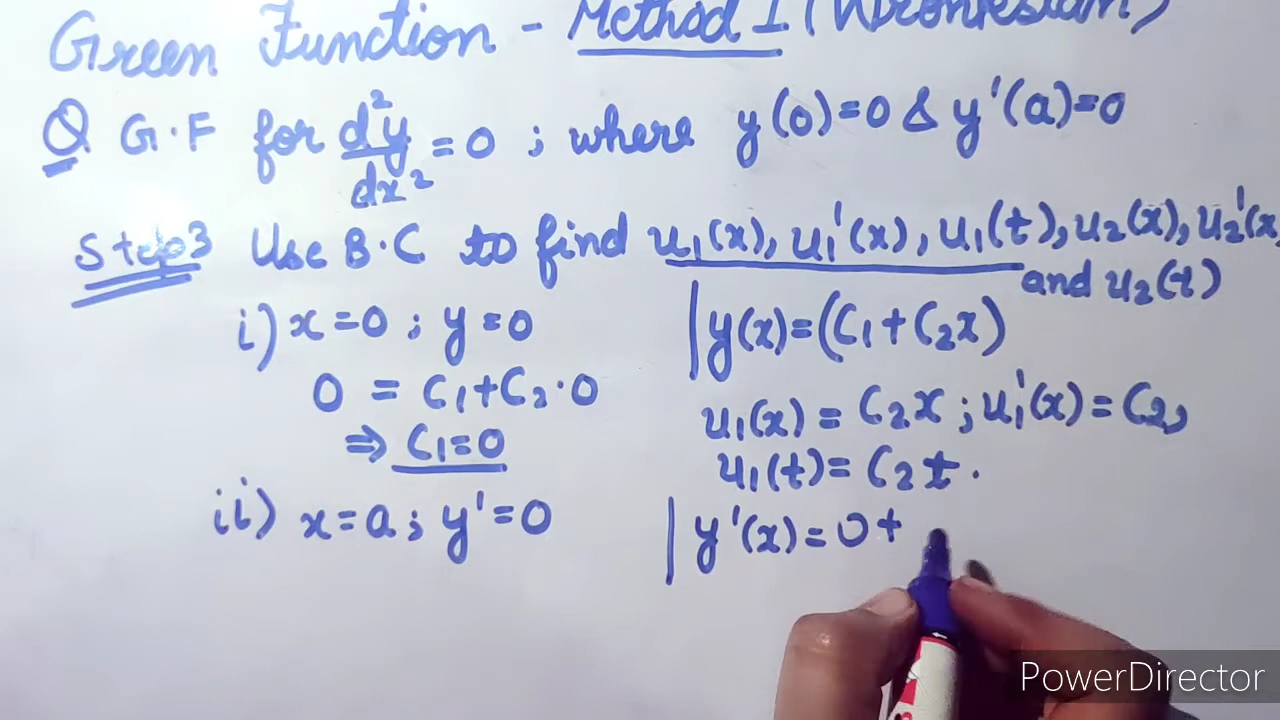 Green Function - Method 1 (Wronksian)
Q G.F for d²y/dx² = 0 ; where y(0)=0 & y'(a)=0
Step3 Use B.C to find u₁(x), u₁'(x), u₁(t), u₂(x), u₂'(x,
and u₂(t)
i) x=0 ; y=0 | y(x)=(C₁+C₂x)
0 = C₁+C₂·0 u₁(x) = C₂x ; u₁'(x) = C₂,
⇒ C₁=0 u₁(t) = C₂t.
ii) x=a ; y'=0 | y'(x)= 0+
PowerDirector